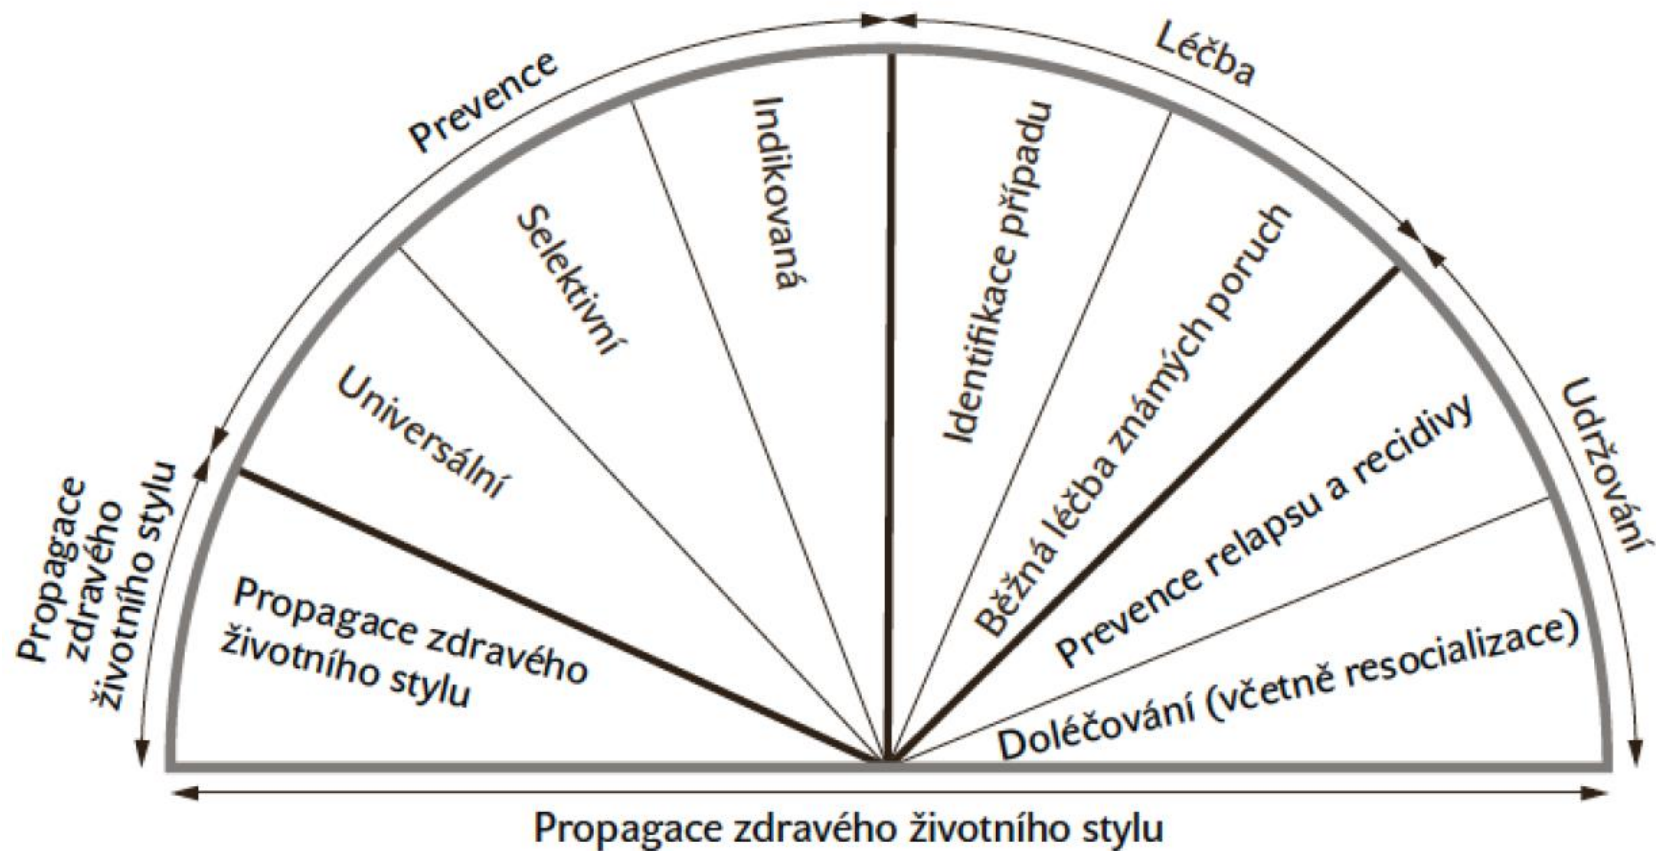 Prevence
Léčba
Udržování
Propagace
zdravého
životního stylu
Propagace zdravého
životního stylu
Universální
Selektivní
Indikovaná
Identifikace případu
Běžná léčba známých poruch
Prevence relapsu a recidivy
Doléčování (včetně resocializace)
Propagace zdravého životního stylu